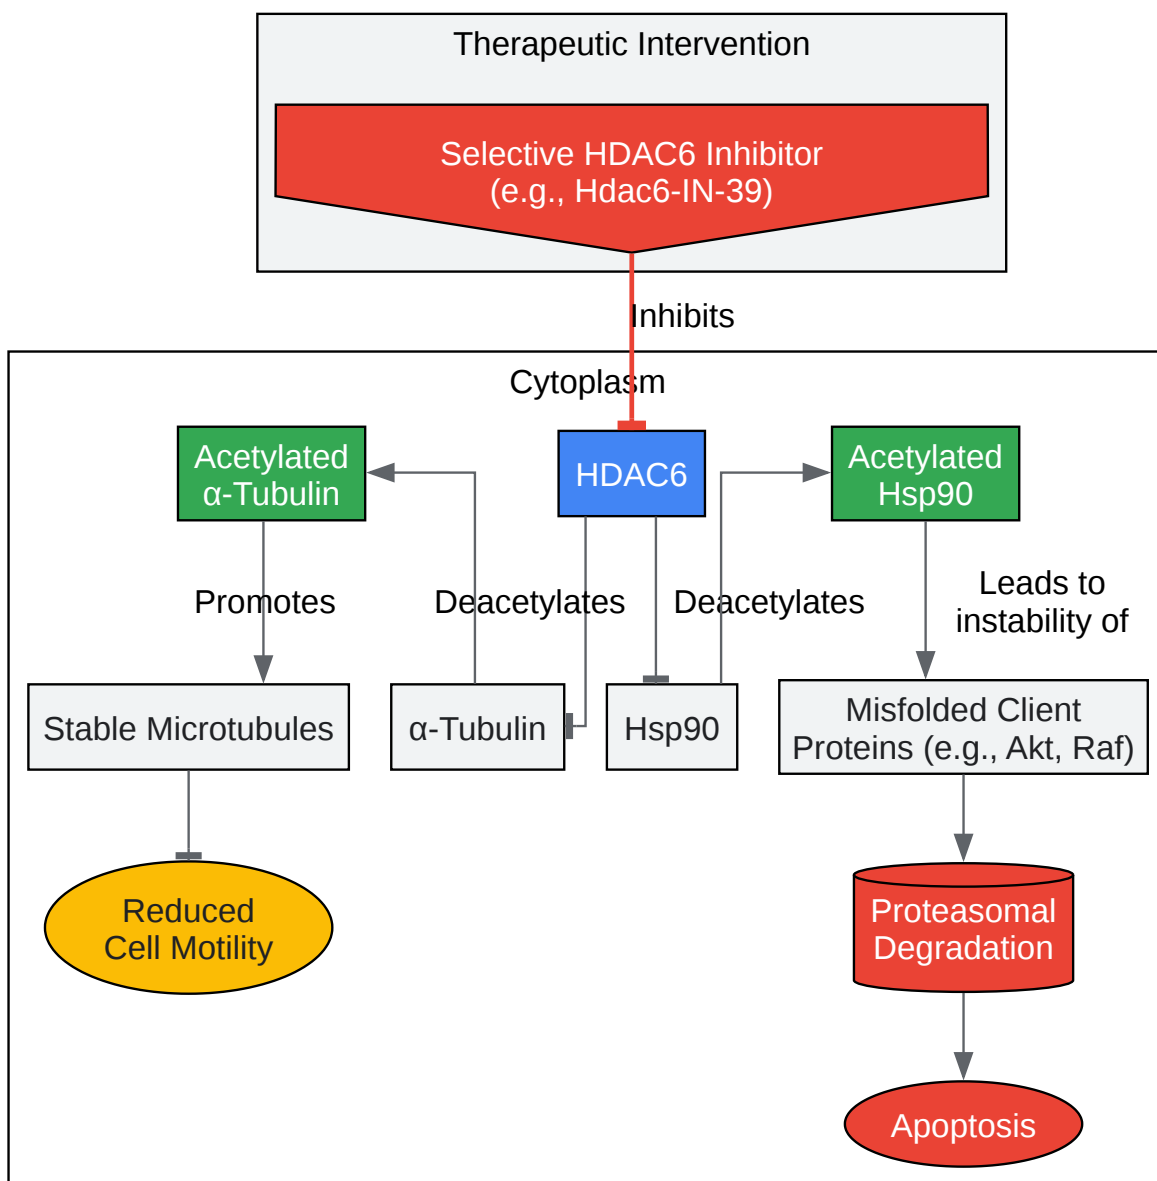 Therapeutic Intervention
Selective HDAC6 Inhibitor
(e.g., Hdac6-IN-39)
Inhibits
Cytoplasm
Acetylated
α-Tubulin
HDAC6
Acetylated
Hsp90
Promotes
Deacetylates
Deacetylates
Leads to
instability of
Stable Microtubules
α-Tubulin
Hsp90
Misfolded Client
Proteins (e.g., Akt, Raf)
Reduced
Cell Motility
Proteasomal
Degradation
Apoptosis